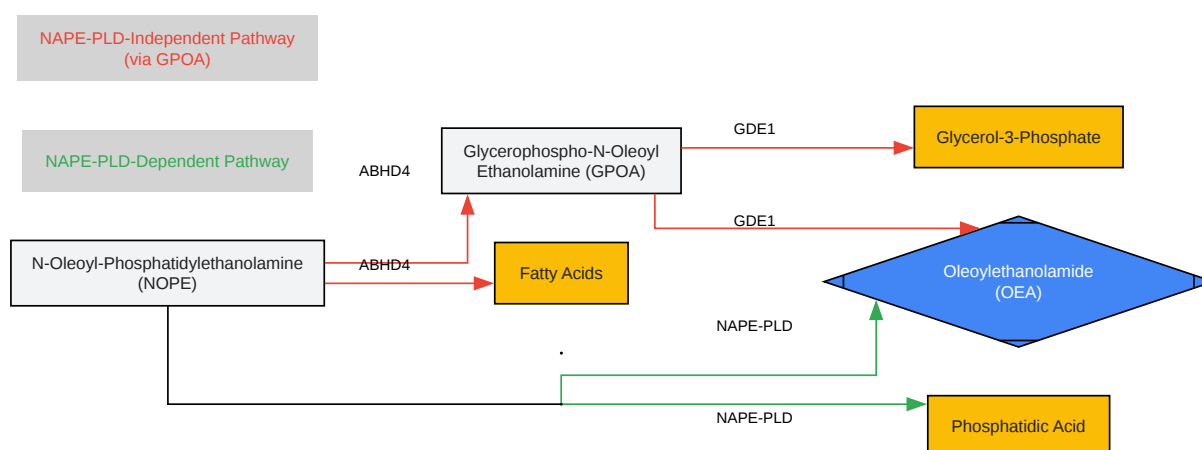 NAPE-PLD-Independent Pathway
(via GPOA)
NAPE-PLD-Dependent Pathway
ABHD4
Glycerophospho-N-Oleoyl
Ethanolamine (GPOA)
GDE1
Glycerol-3-Phosphate
GDE1
N-Oleoyl-Phosphatidylethanolamine
(NOPE)
ABHD4
Fatty Acids
Oleoylethanolamide
(OEA)
NAPE-PLD
NAPE-PLD
Phosphatidic Acid